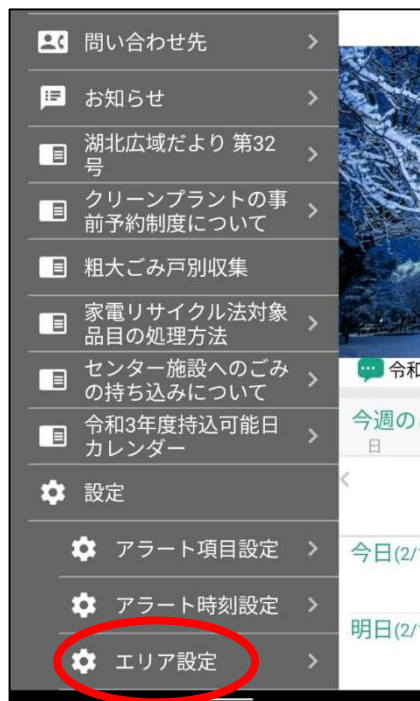 問い合わせ先
お知らせ
湖北広域だより 第32
号
クリーンプラントの事
前予約制度について
粗大ごみ戸別収集
家電リサイクル法対象
品目の処理方法
センター施設へのごみ
の持ち込みについて
令和3年度持込可能日
カレンダー
設定
アラート項目設定
アラート時刻設定
エリア設定
令和
今週の
日
今日(2/
明日(2/